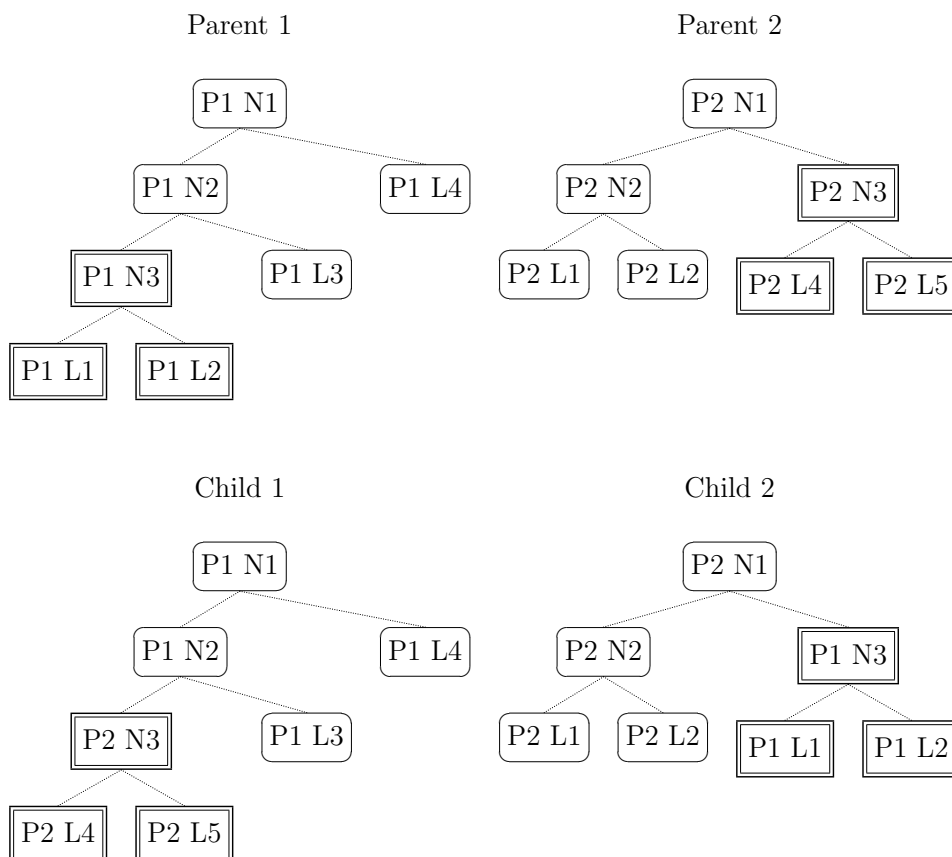 Parent 1
Parent 2
P1 N1
P2 N1
P1 N2
P1 L4
P2 N2
P2 N3
P1 N3
P1 L3
P2 L1
P2 L2
P2 L4
P2 L5
P1 L1
P1 L2
Child 1
Child 2
P1 N1
P2 N1
P1 N2
P1 L4
P2 N2
P1 N3
P2 N3
P1 L3
P2 L1
P2 L2
P1 L1
P1 L2
P2 L4
P2 L5